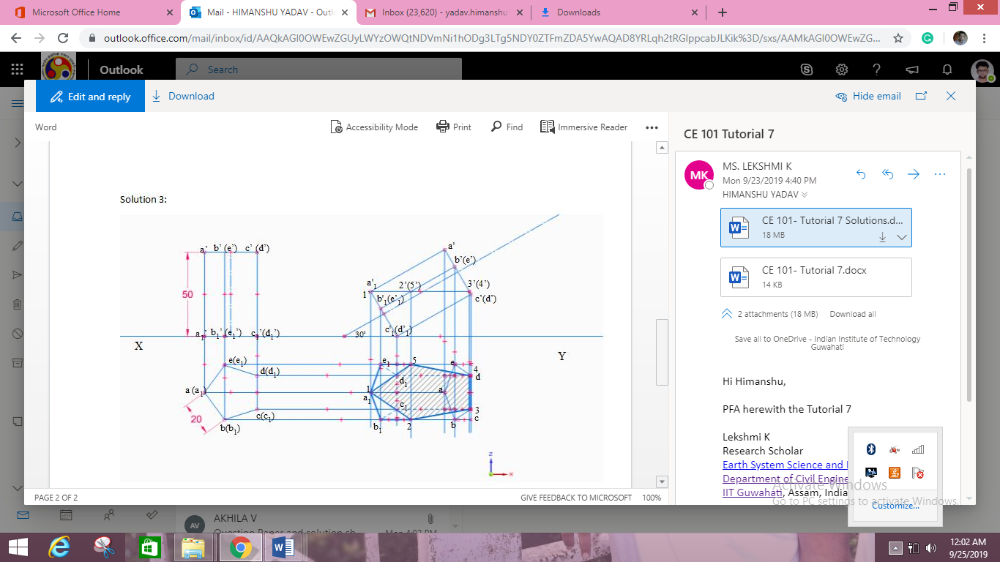 Microsoft Office Home
Mail - HIMANSHU YADAV - Outl
Inbox (23,620) - yadav.himanshu
Downloads
outlook.office.com/mail/inbox/id/AAQkAGI0OWEwZGUyLWYzOWQtNDVmNi1hODg3LTg5NDY0ZTFmZDA5YwAQAD8YRLqh2tRGlppcabJLKik%3D/sxs/AAMkAGI0OWEwZG...
Outlook
Search
Edit and reply
Download
Hide email
Word
Accessibility Mode
Print
Find
Immersive Reader
CE 101 Tutorial 7
MK
MS. LEKSHMI K
Mon 9/23/2019 4:40 PM
HIMANSHU YADAV
CE 101- Tutorial 7 Solutions.d...
18 MB
CE 101- Tutorial 7.docx
14 KB
2 attachments (18 MB) Download all
Save all to OneDrive - Indian Institute of Technology
Guwahati
Hi Himanshu,
PFA herewith the Tutorial 7
Lekshmi K
Research Scholar
Earth System Science and
Department of Civil Engine
IIT Guwahati, Assam, India
Solution 3:
a' b' (e') c' (d')
a'
b'(e')
50
a'1
1'
2'(5')
3'(4')
b'1(e'1)
c'(d')
a1' b1'(e1') c1'(d1')
30°
c'1(d'1)
X
Y
e(e1)
d(d1)
a (a1)
20
b(b1)
c(c1)
e1 5 e 4
d1 d
1 a
a1 c1 3
b1 2 b c
z
x
PAGE 2 OF 2
GIVE FEEDBACK TO MICROSOFT
100%
Activate Windows
Go to PC settings to activate Windows.
Customize...
AV
AKHILA V
Question Paper and solution sh
Mon 4:03 PM
12:02 AM
9/25/2019